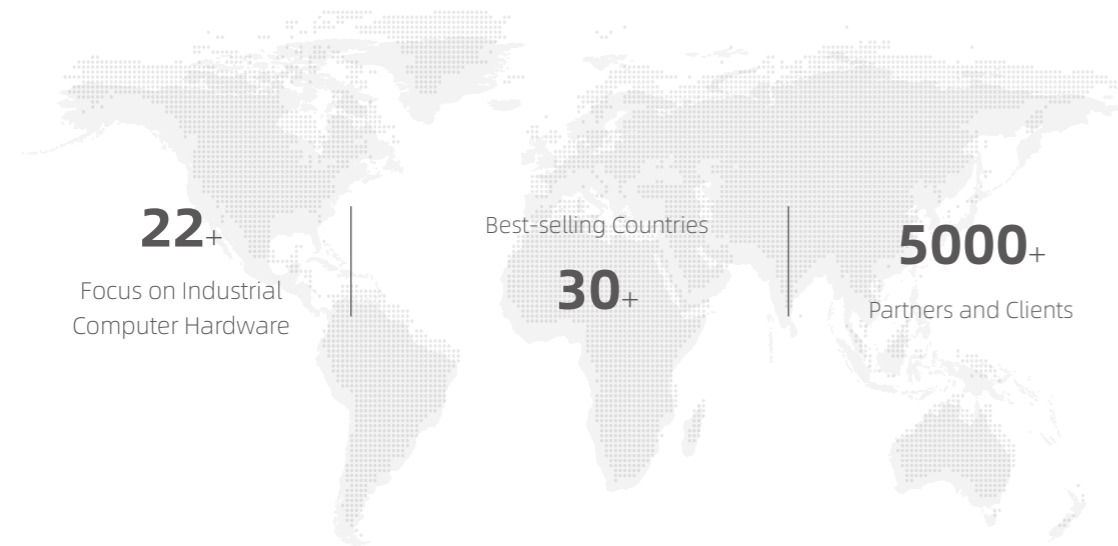 22+
Focus on Industrial
Computer Hardware
Best-selling Countries
30+
5000+
Partners and Clients